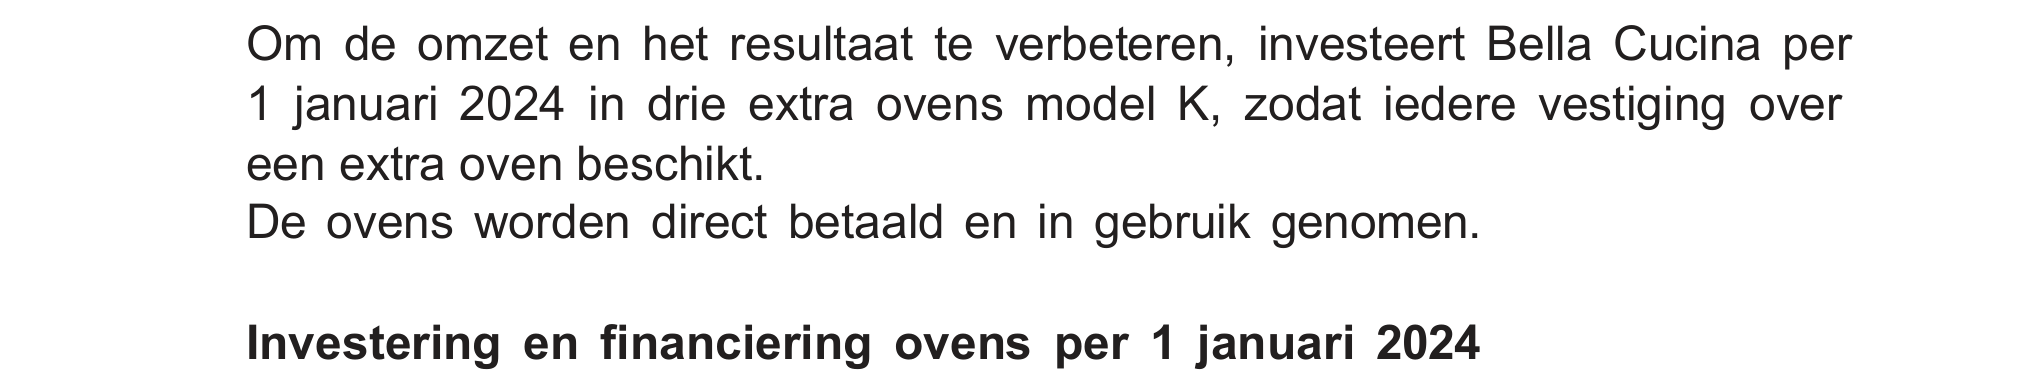 Om de omzet en het resultaat te verbeteren, investeert Bella Cucina per
1 januari 2024 in drie extra ovens model K, zodat iedere vestiging over
een extra oven beschikt.
De ovens worden direct betaald en in gebruik genomen.
Investering en financiering ovens per 1 januari 2024